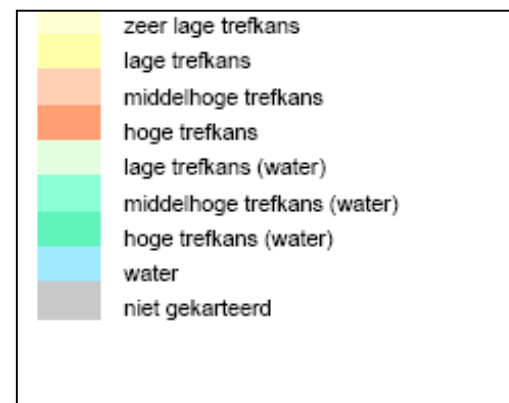 zeer lage trefkans
lage trefkans
middelhoge trefkans
hoge trefkans
lage trefkans (water)
middelhoge trefkans (water)
hoge trefkans (water)
water
niet gekarteerd